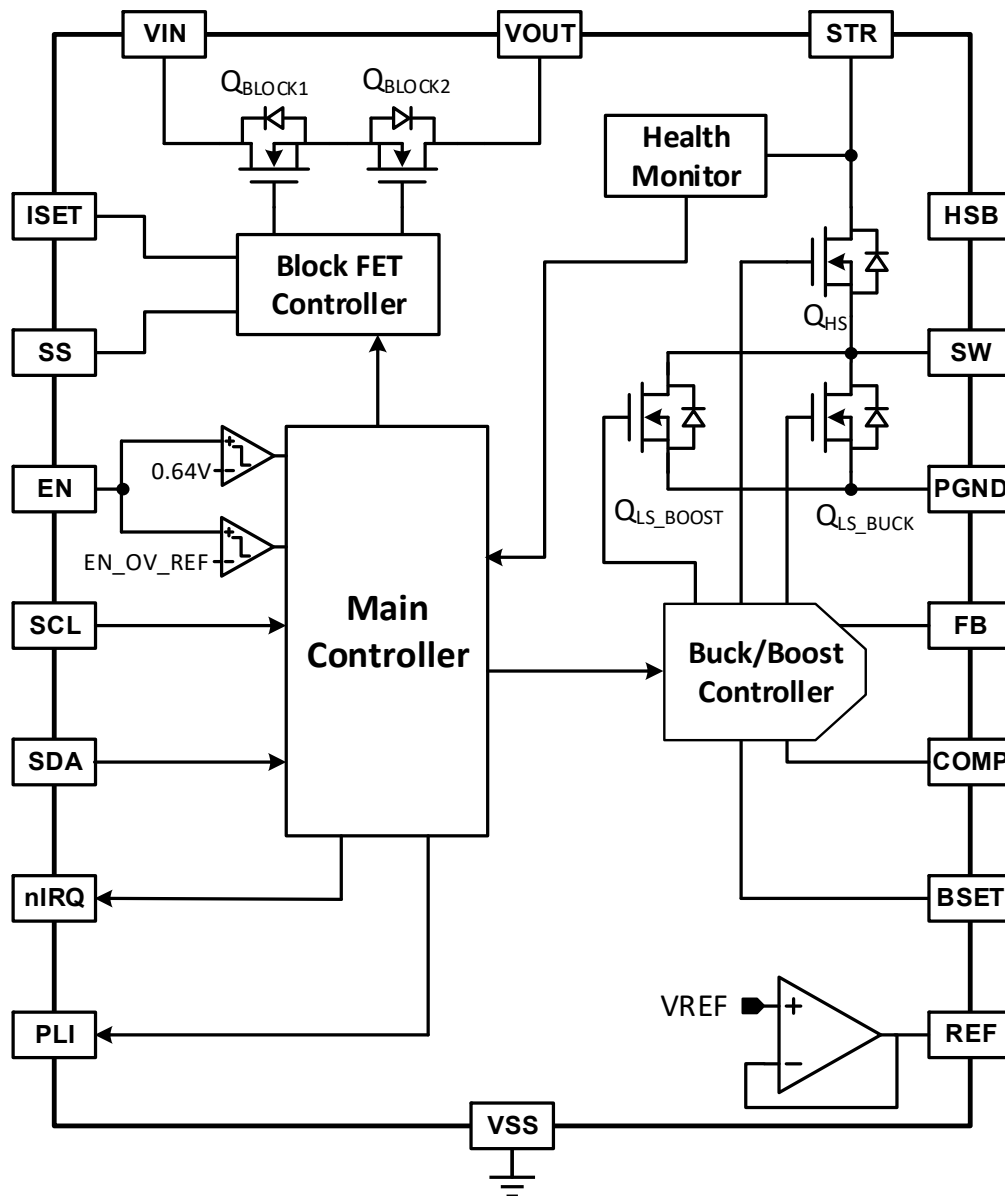 VIN
VOUT
STR
QBLOCK1
QBLOCK2
Health
Monitor
ISET
HSB
Block FET
Controller
QHS
SS
SW
EN
0.64V
PGND
QLS_BOOST
QLS_BUCK
EN_OV_REF
SCL
Main
Controller
FB
Buck/Boost
Controller
SDA
COMP
nIRQ
BSET
VREF
+
−
PLI
REF
VSS